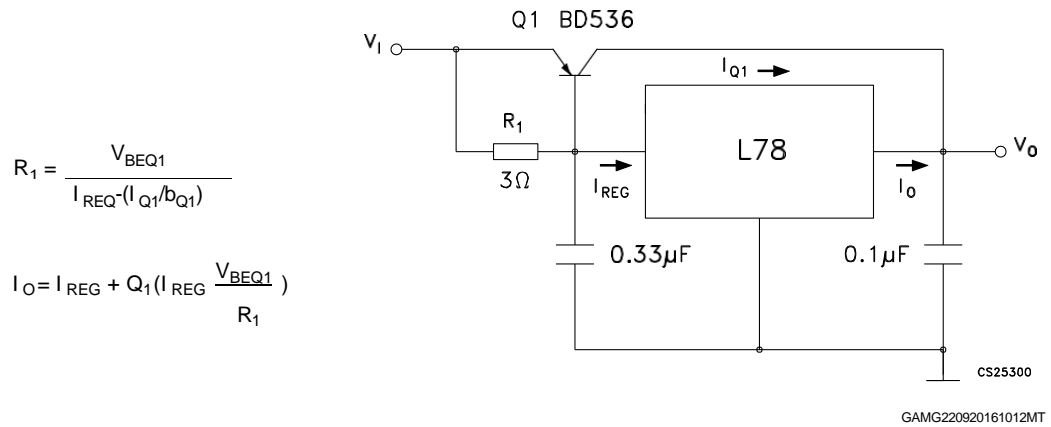 Q1 BD536
V_I
I_Q1
R_1
3Ω
I_REG
L78
I_O
V_O
0.33µF
0.1µF
R_1 = V_BEQ1 / I_REQ-(I_Q1/b_Q1)
I_O = I_REG + Q_1(I_REG V_BEQ1 / R_1)
CS25300
GAMG220920161012MT